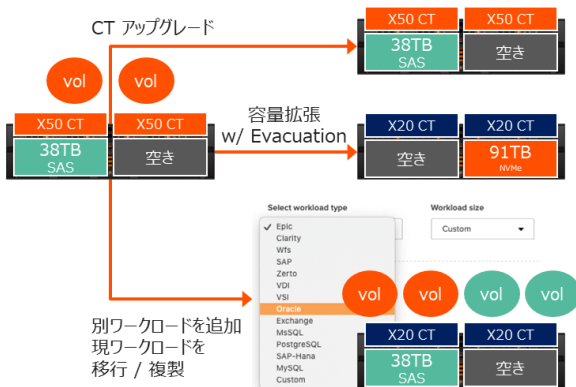 CT アップグレード
X50 CT
X50 CT
38TB
SAS
空き
vol
vol
X50 CT
X50 CT
38TB
SAS
空き
容量拡張
w/ Evacuation
X20 CT
X20 CT
空き
91TB
NVMe
Select workload type
Workload size
✓ Epic
Custom
Clarity
Wfs
SAP
Zerto
VDI
VSI
Oracle
Exchange
MsSQL
PostgreSQL
SAP-Hana
MySQL
Custom
vol
vol
vol
vol
別ワークロードを追加
現ワークロードを
移行 / 複製
X20 CT
X20 CT
38TB
SAS
空き